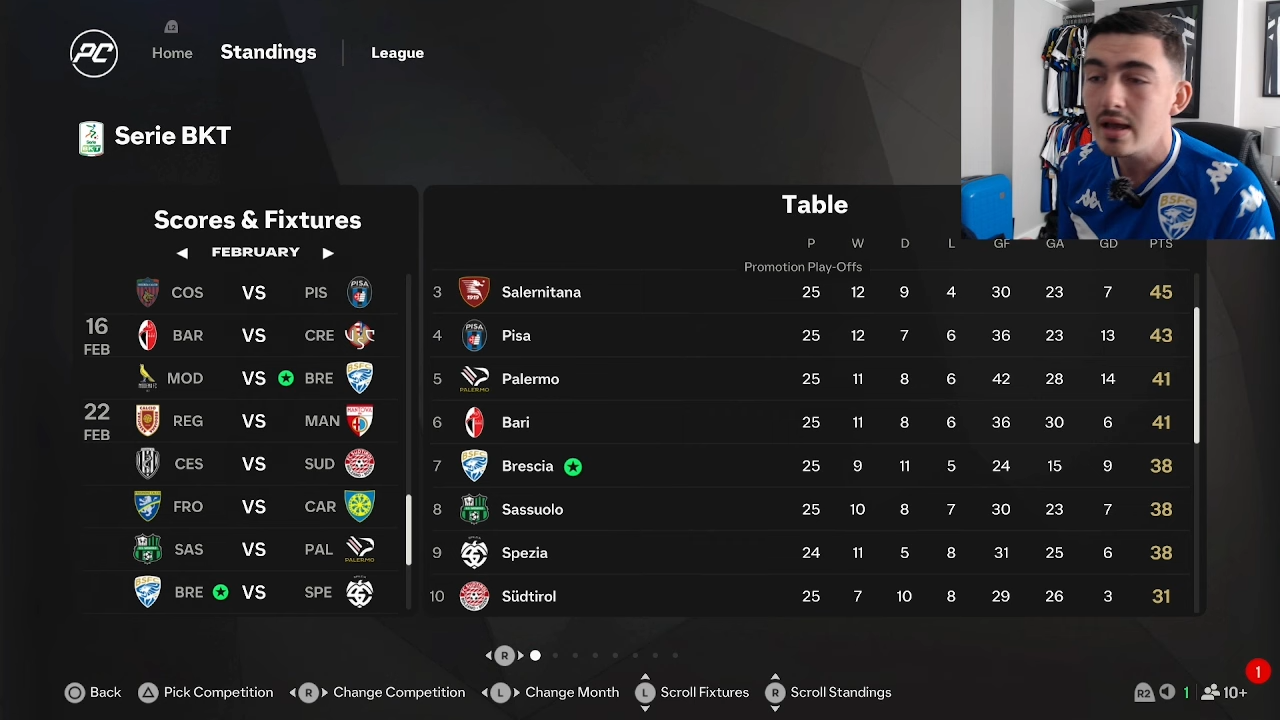 L2
PC Home Standings League
Serie BKT
Scores & Fixtures
FEBRUARY
COS VS PIS
16 FEB
BAR VS CRE
MOD VS BRE
22 FEB
REG VS MAN
CES VS SUD
FRO VS CAR
SAS VS PAL
BRE VS SPE
Table
P W D L GF GA GD PTS
Promotion Play-Offs
3 Salernitana 25 12 9 4 30 23 7 45
4 Pisa 25 12 7 6 36 23 13 43
5 Palermo 25 11 8 6 42 28 14 41
6 Bari 25 11 8 6 36 30 6 41
7 Brescia 25 9 11 5 24 15 9 38
8 Sassuolo 25 10 8 7 30 23 7 38
9 Spezia 24 11 5 8 31 25 6 38
10 Südtirol 25 7 10 8 29 26 3 31
R
Back Pick Competition R Change Competition L Change Month L Scroll Fixtures R Scroll Standings
R2 1 10+
1
BSFC